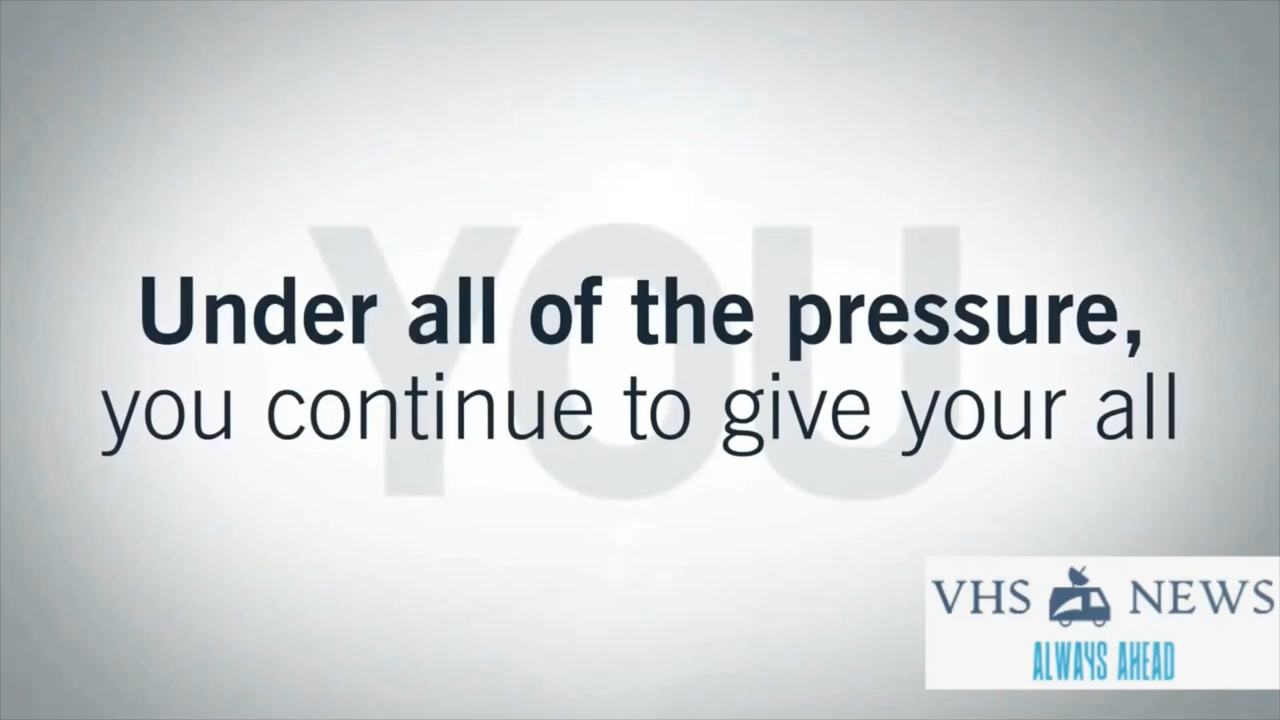 YOU
Under all of the pressure,
you continue to give your all
VHS NEWS
ALWAYS AHEAD